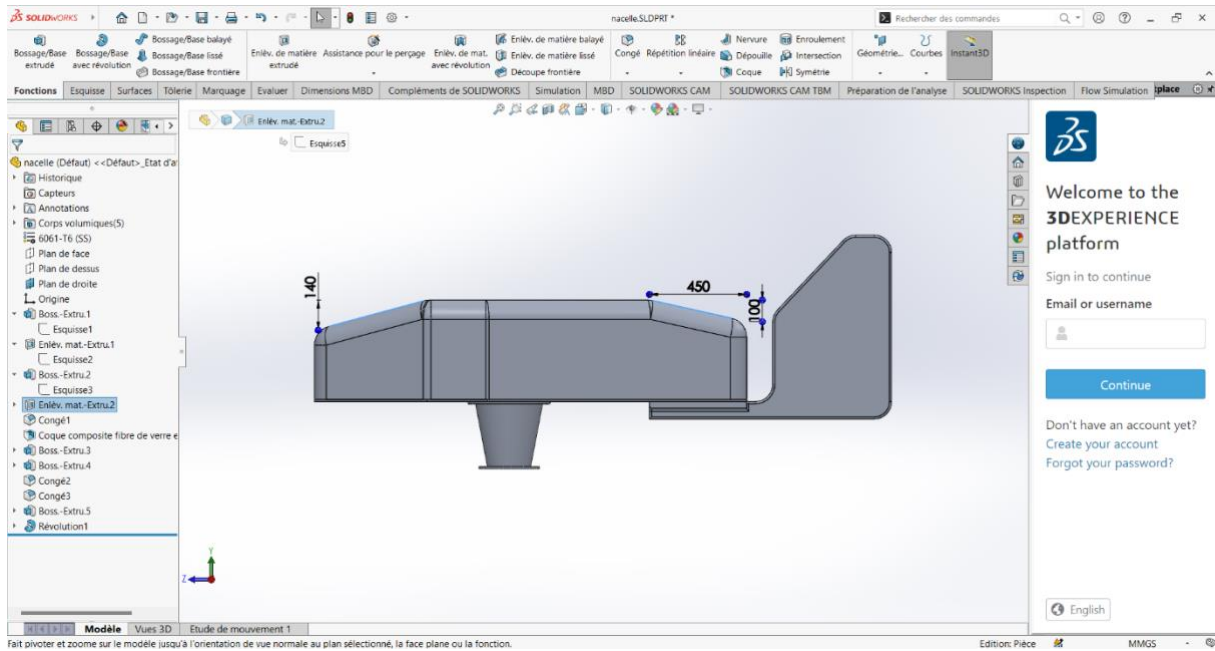 3S SOLIDWORKS
nacelle.SLDPRT *
Rechercher des commandes
Bossage/Base extrudé
Bossage/Base avec révolution
Bossage/Base balayé
Bossage/Base lissé
Bossage/Base frontière
Enlèv. de matière extrudé
Assistance pour le perçage
Enlèv. de mat. avec révolution
Enlèv. de matière balayé
Enlèv. de matière lissé
Découpe frontière
Congé
Répétition linéaire
Nervure
Dépouille
Coque
Enroulement
Intersection
Symétrie
Géométrie...
Courbes
Instant3D
Fonctions Esquisse Surfaces Tôlerie Marquage Evaluer Dimensions MBD Compléments de SOLIDWORKS Simulation MBD SOLIDWORKS CAM SOLIDWORKS CAM TBM Préparation de l'analyse SOLIDWORKS Inspection Flow Simulation place
Enlèv. mat.-Extru.2
Esquisse5
nacelle (Défaut) <<Défaut>_Etat d'a
Historique
Capteurs
Annotations
Corps volumiques(5)
6061-T6 (SS)
Plan de face
Plan de dessus
Plan de droite
Origine
Boss.-Extru.1
Esquisse1
Enlèv. mat.-Extru.1
Esquisse2
Boss.-Extru.2
Esquisse3
Enlèv. mat.-Extru.2
Congé1
Coque composite fibre de verre e
Boss.-Extru.3
Boss.-Extru.4
Congé2
Congé3
Boss.-Extru.5
Révolution1
140
450
100
Y
Z
3S
Welcome to the
3DEXPERIENCE
platform
Sign in to continue
Email or username
Continue
Don't have an account yet?
Create your account
Forgot your password?
English
Modèle Vues 3D Etude de mouvement 1
Fait pivoter et zoome sur le modèle jusqu'à l'orientation de vue normale au plan sélectionné, la face plane ou la fonction.
Edition: Pièce
MMGS